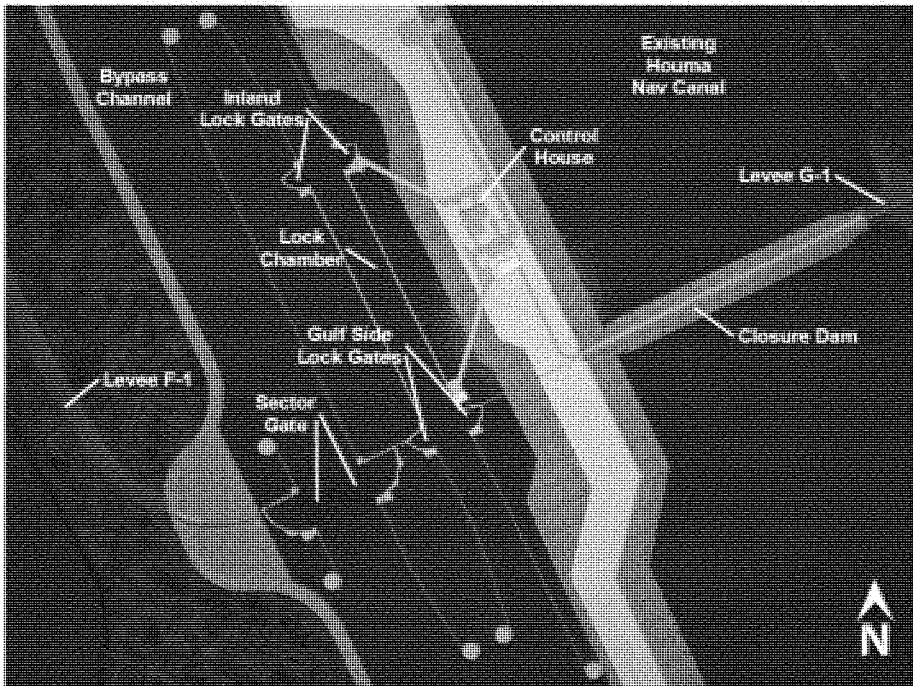 Existing
Houma
Nav Canal
Bypass
Channel
Inland
Lock Gates
Control
House
Levee G-1
Lock
Chamber
Gulf Side
Lock Gates
Closure Dam
Levee F-1
Sector
Gate
N